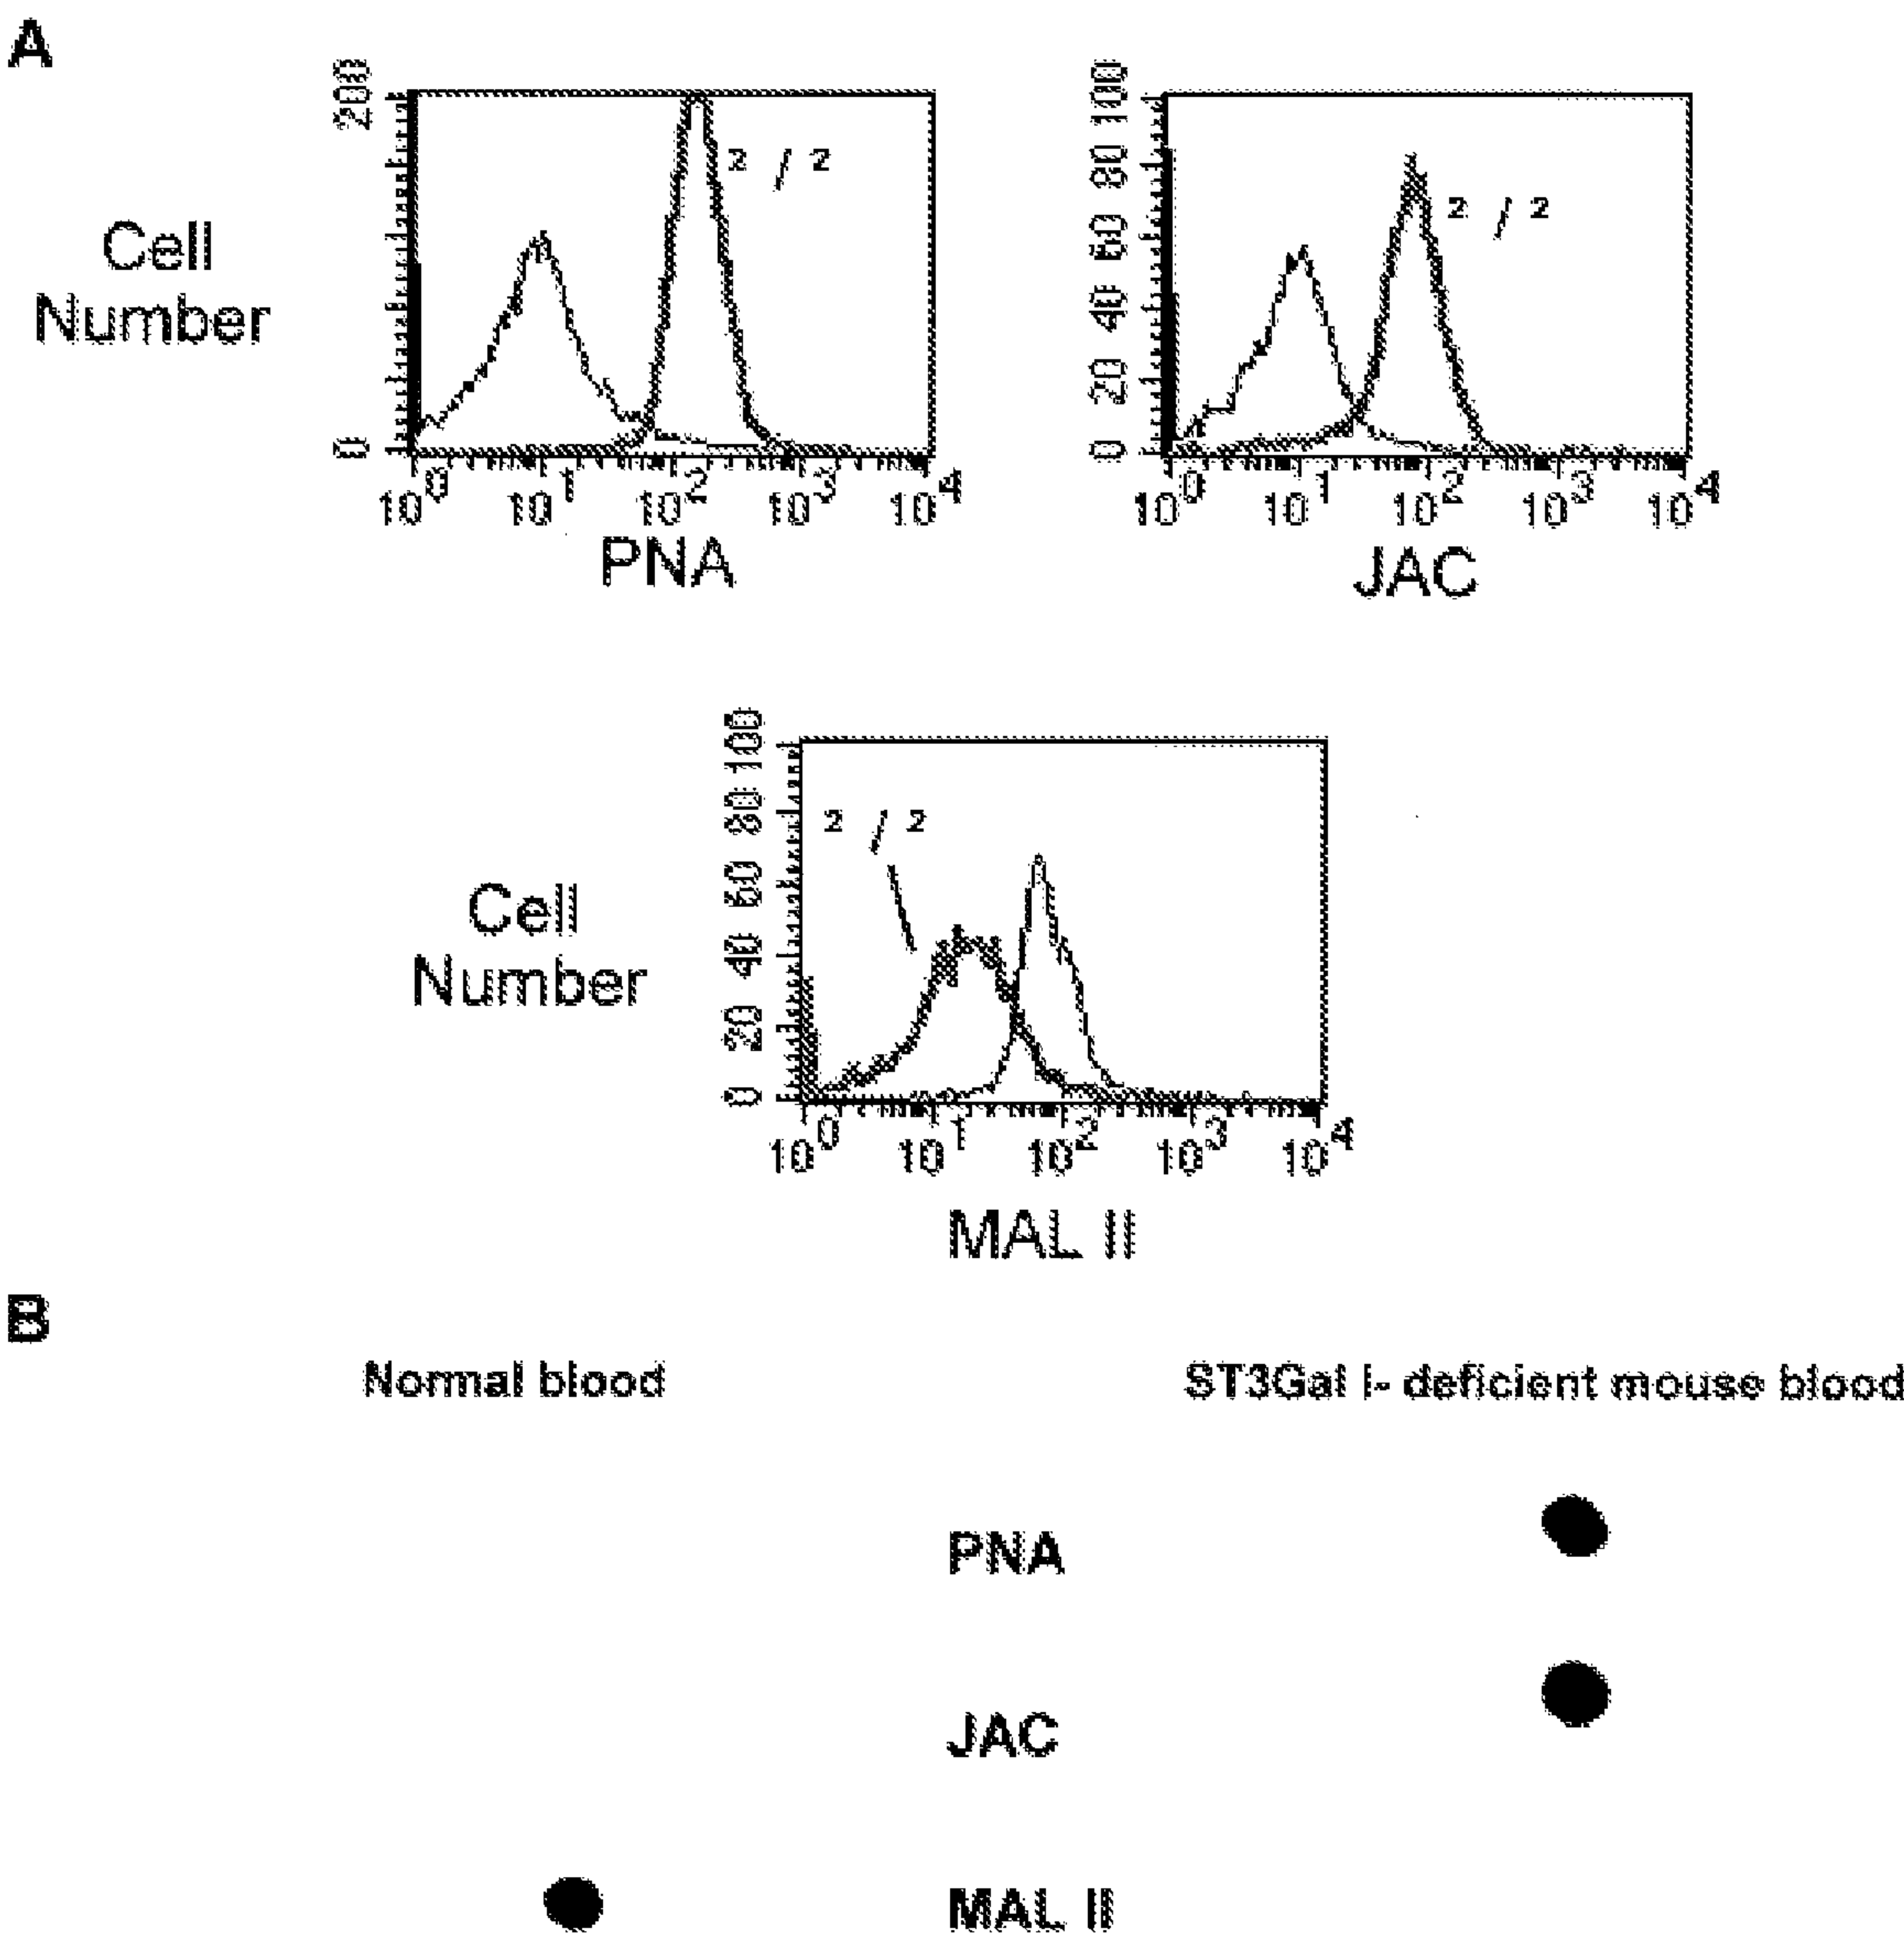 A
200
0
2 / 2
10^0 10^1 10^2 10^3 10^4
PNA
Cell
Number
100
80
60
40
20
0
2 / 2
10^0 10^1 10^2 10^3 10^4
JAC
Cell
Number
100
80
60
40
20
0
2 / 2
10^0 10^1 10^2 10^3 10^4
MAL II
B
Normal blood
ST3Gal I- deficient mouse blood
PNA
JAC
MAL II